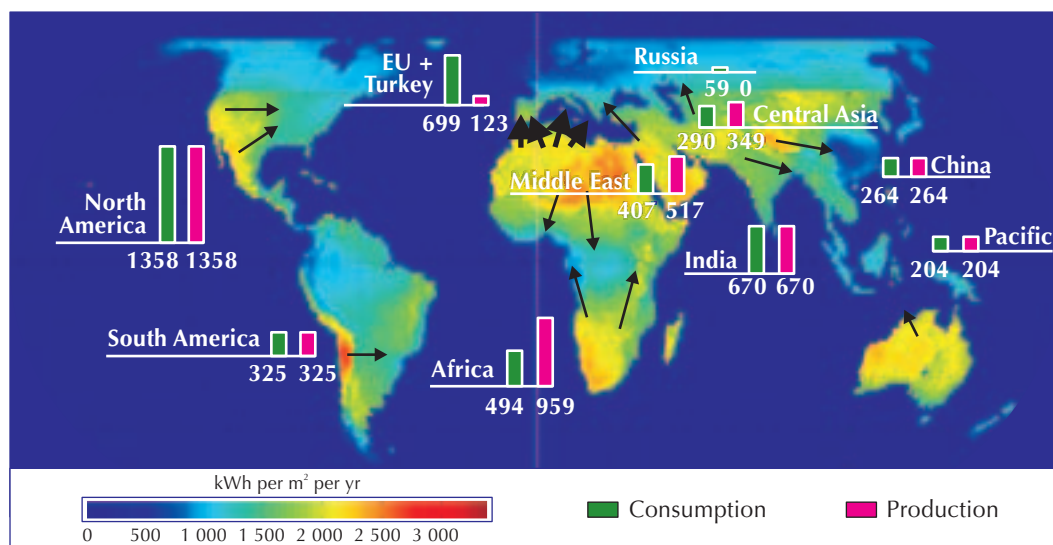 EU +
Turkey
699 123
Russia
59 0
Central Asia
290 349
China
264 264
Middle East
407 517
North
America
1358 1358
India
670 670
Pacific
204 204
South America
325 325
Africa
494 959
kWh per m² per yr
0 500 1 000 1 500 2 000 2 500 3 000
Consumption
Production